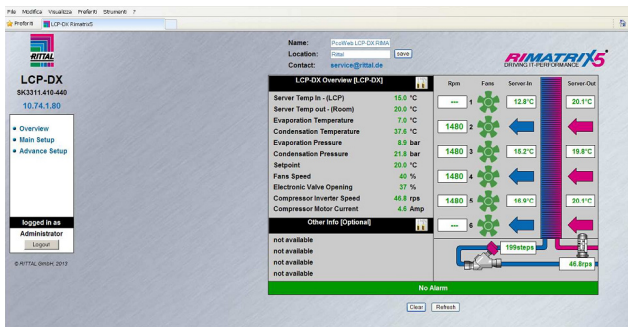 File Modifica Visualizza Preferiti Strumenti ?
Preferiti LCP-DX Rimatrix5
RITTAL
LCP-DX
SK3311.410-440
10.74.1.80
Overview
Main Setup
Advance Setup
logged in as
Administrator
Logout
© RITTAL GmbH, 2013
Name: PcoWeb LCP-DX RIMA
Location: Rittal save
Contact: service@rittal.de
RIMATRIX5
DRIVING IT-PERFORMANCE
LCP-DX Overview [LCP-DX]
Server Temp In - (LCP) 15.0 °C
Server Temp out - (Room) 20.0 °C
Evaporation Temperature 7.0 °C
Condensation Temperature 37.6 °C
Evaporation Pressure 8.9 bar
Condensation Pressure 21.8 bar
Setpoint 20.0 °C
Fans Speed 40 %
Electronic Valve Opening 37 %
Compressor Inverter Speed 46.8 rps
Compressor Motor Current 4.6 Amp
Other Info [Optional]
not available
not available
not available
not available
Rpm Fans Server-In Server-Out
--- 1 12.8°C 20.1°C
1480 2
1480 3 15.2°C 19.8°C
1480 4
1480 5 16.9°C 20.1°C
--- 6
199steps
46.8rps
No Alarm
Clear Refresh